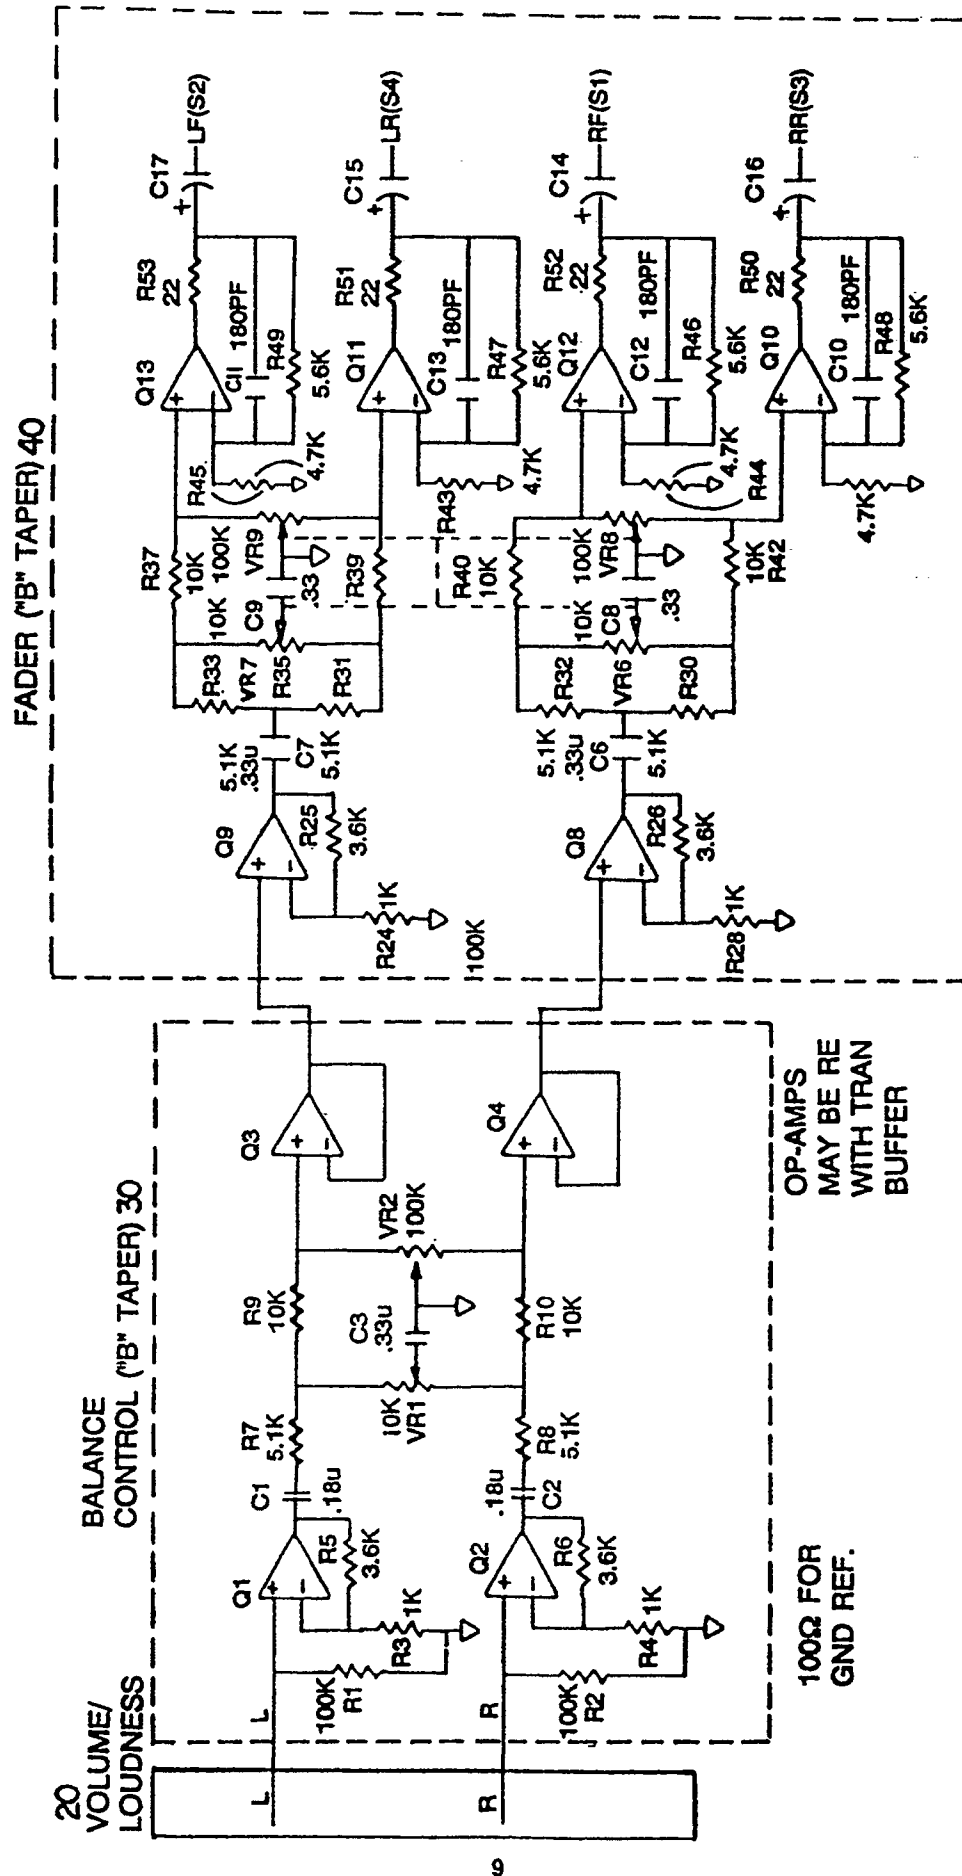 20
VOLUME/
LOUDNESS
L
R
L
R
BALANCE
CONTROL ("B" TAPER) 30
100K
R1
R3
1K
Q1
+
−
R5
3.6K
C1
.18u
R7
5.1K
R9
10K
10K
VR1
C3
.33u
VR2
100K
Q3
+
−
100K
R2
R4
1K
Q2
+
−
R6
3.6K
.18u
C2
R8
5.1K
R10
10K
Q4
+
−
100Ω FOR
GND REF.
OP-AMPS
MAY BE RE
WITH TRAN
BUFFER
FADER ("B" TAPER) 40
Q9
+
−
R24
1K
100K
R25
3.6K
5.1K
.33u
C7
5.1K
R33
VR7
R35
R31
10K
C9
.33
R37
10K
100K
VR9
R39
R45
4.7K
Q13
+
−
C11
180PF
R49
5.6K
R53
22
+
C17
LF(S2)
R43
4.7K
Q11
+
−
C13
180PF
R47
5.6K
R51
22
+
C15
LR(S4)
Q8
+
−
R28
1K
R26
3.6K
5.1K
.33u
C6
5.1K
R32
VR6
R30
10K
C8
.33
R40
10K
100K
VR8
10K
R42
4.7K
R44
Q12
+
−
C12
180PF
R46
5.6K
R52
22
+
C14
RF(S1)
4.7K
Q10
+
−
C10
180PF
R48
5.6K
R50
22
+
C16
RR(S3)
9